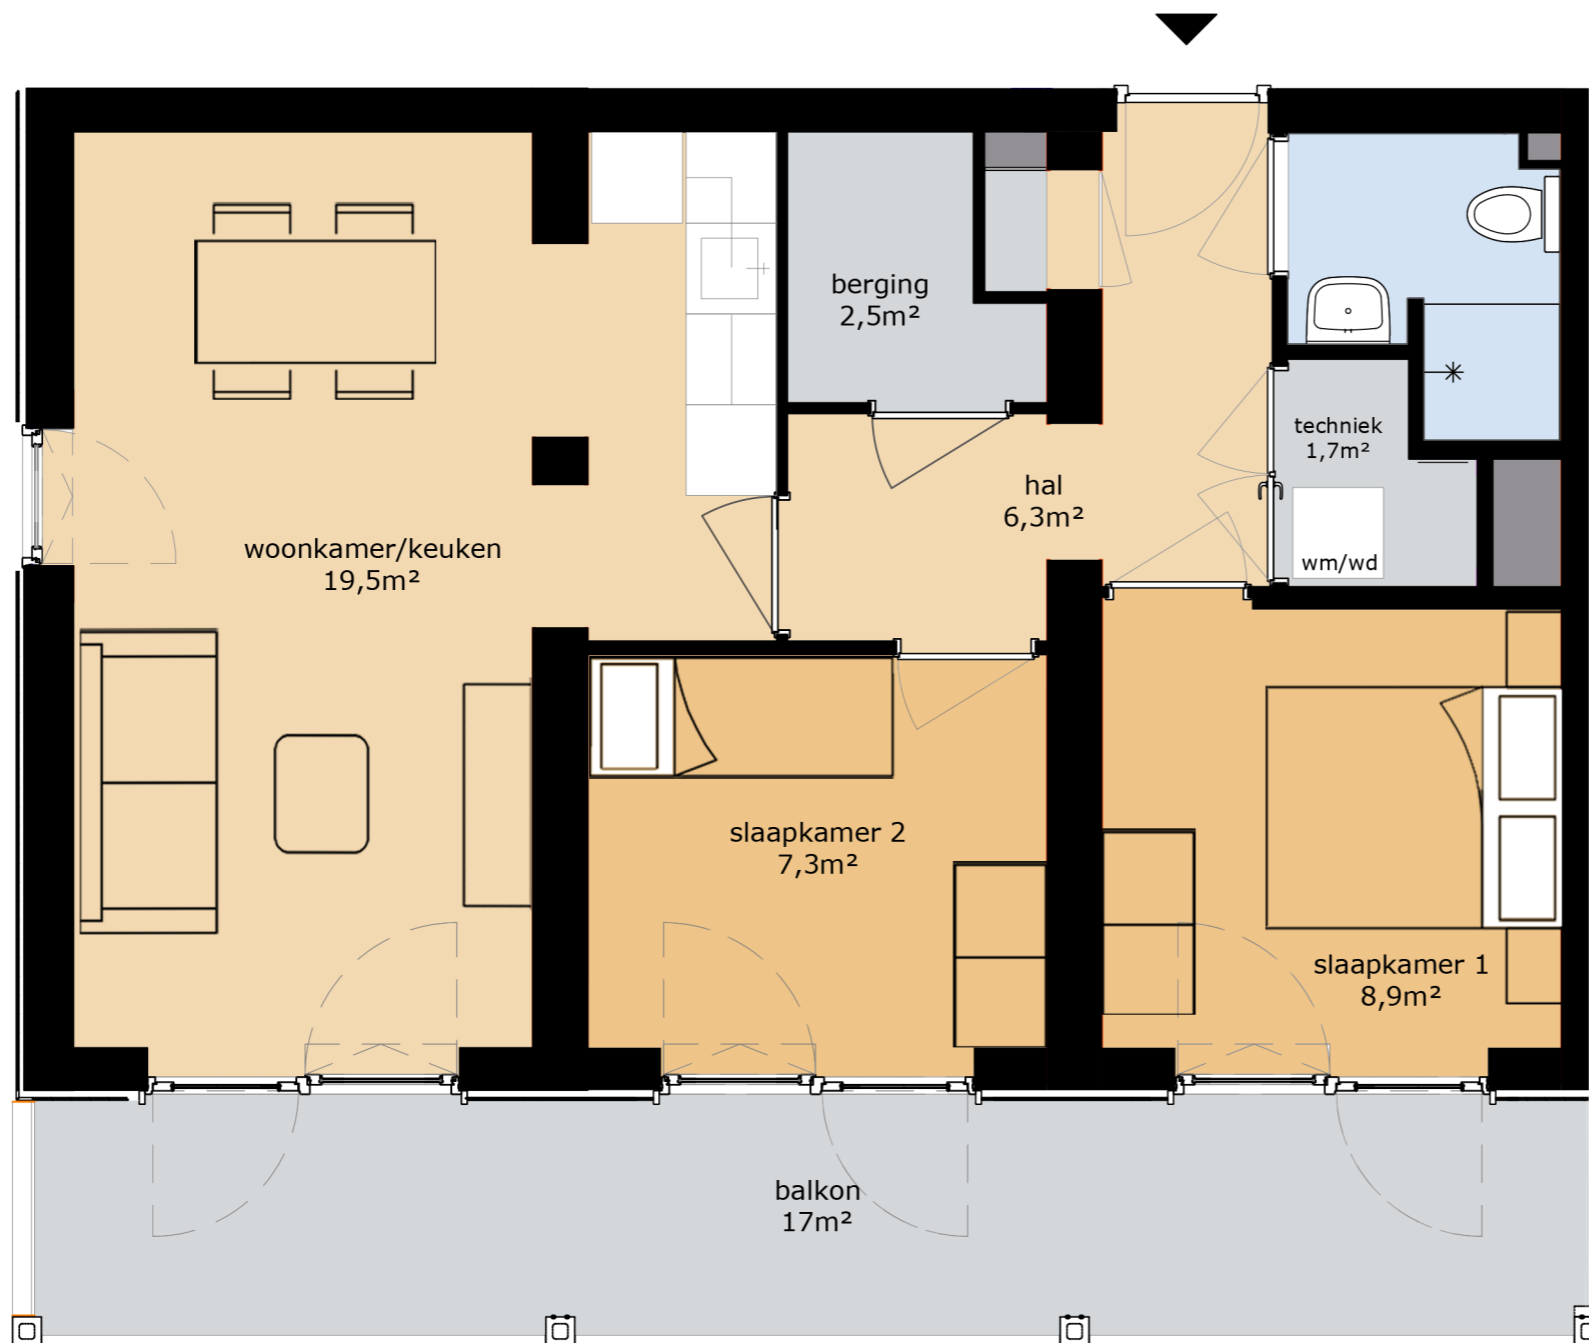 berging
2,5m²
techniek
1,7m²
hal
6,3m²
woonkamer/keuken
19,5m²
wm/wd
slaapkamer 2
7,3m²
slaapkamer 1
8,9m²
balkon
17m²